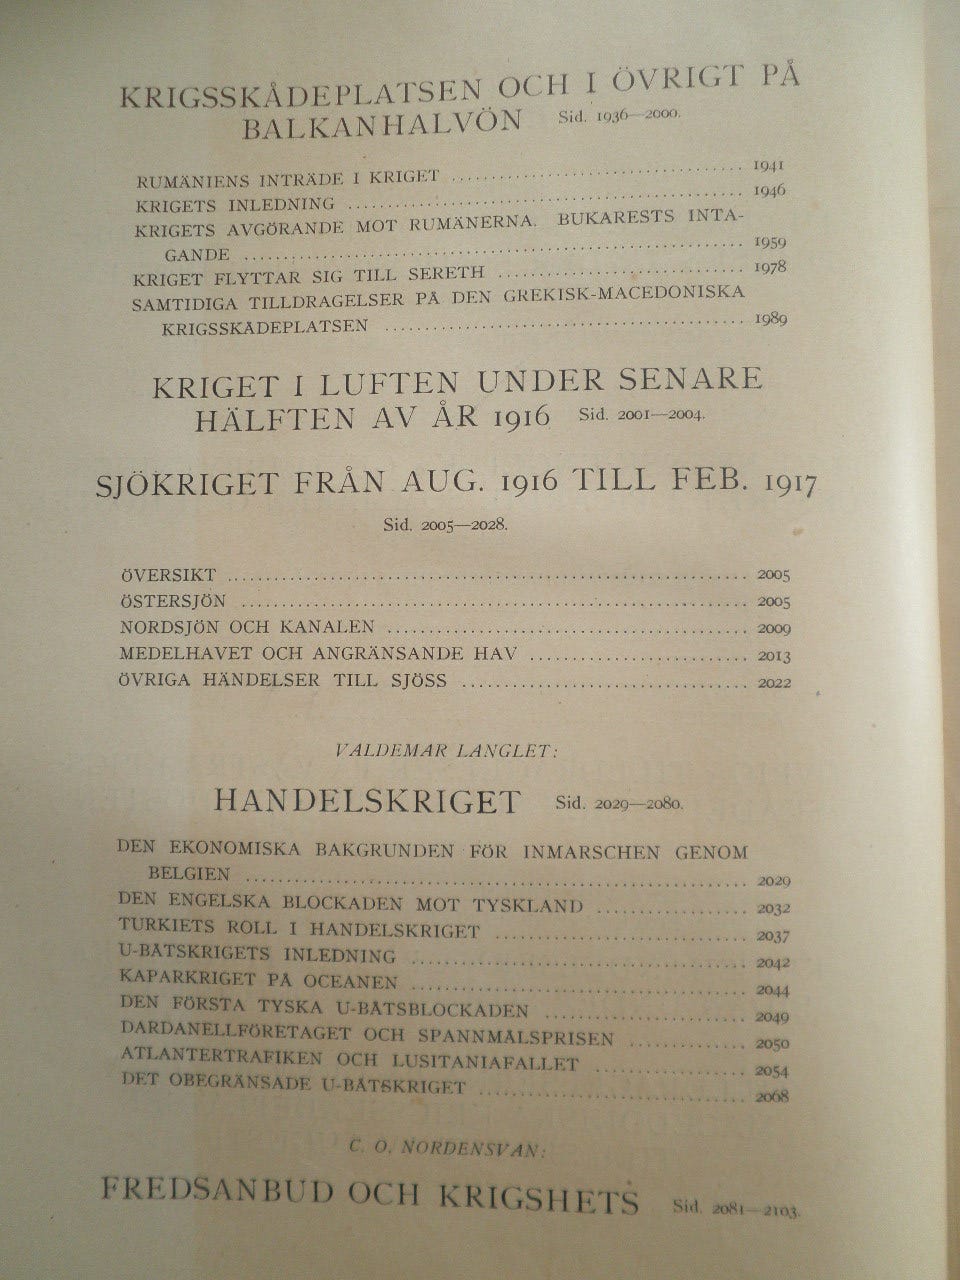 KRIGSSKÅDEPLATSEN OCH I ÖVRIGT PÅ
BALKANHALVÖN Sid. 1936—2000.
RUMÄNIENS INTRÄDE I KRIGET ........ 1941
KRIGETS INLEDNING ........ 1946
KRIGETS AVGÖRANDE MOT RUMÄNERNA. BUKARESTS INTA-
GANDE ........ 1959
KRIGET FLYTTAR SIG TILL SERETH ........ 1978
SAMTIDIGA TILLDRAGELSER PÅ DEN GREKISK-MACEDONISKA
KRIGSSKÅDEPLATSEN ........ 1989
KRIGET I LUFTEN UNDER SENARE
HÄLFTEN AV ÅR 1916 Sid. 2001—2004.
SJÖKRIGET FRÅN AUG. 1916 TILL FEB. 1917
Sid. 2005—2028.
ÖVERSIKT ........ 2005
ÖSTERSJÖN ........ 2005
NORDSJÖN OCH KANALEN ........ 2009
MEDELHAVET OCH ANGRÄNSANDE HAV ........ 2013
ÖVRIGA HÄNDELSER TILL SJÖSS ........ 2022
VALDEMAR LANGLET:
HANDELSKRIGET Sid. 2029—2080.
DEN EKONOMISKA BAKGRUNDEN FÖR INMARSCHEN GENOM
BELGIEN ........ 2029
DEN ENGELSKA BLOCKADEN MOT TYSKLAND ........ 2032
TURKIETS ROLL I HANDELSKRIGET ........ 2037
U-BÅTSKRIGETS INLEDNING ........ 2042
KAPARKRIGET PÅ OCEANEN ........ 2044
DEN FÖRSTA TYSKA U-BÅTSBLOCKADEN ........ 2049
DARDANELLFÖRETAGET OCH SPANNMÅLSPRISEN ........ 2050
ATLANTERTRAFIKEN OCH LUSITANIAFALLET ........ 2054
DET OBEGRÄNSADE U-BÅTSKRIGET ........ 2068
C. O. NORDENSVAN:
FREDSANBUD OCH KRIGSHETS Sid. 2081—2103.